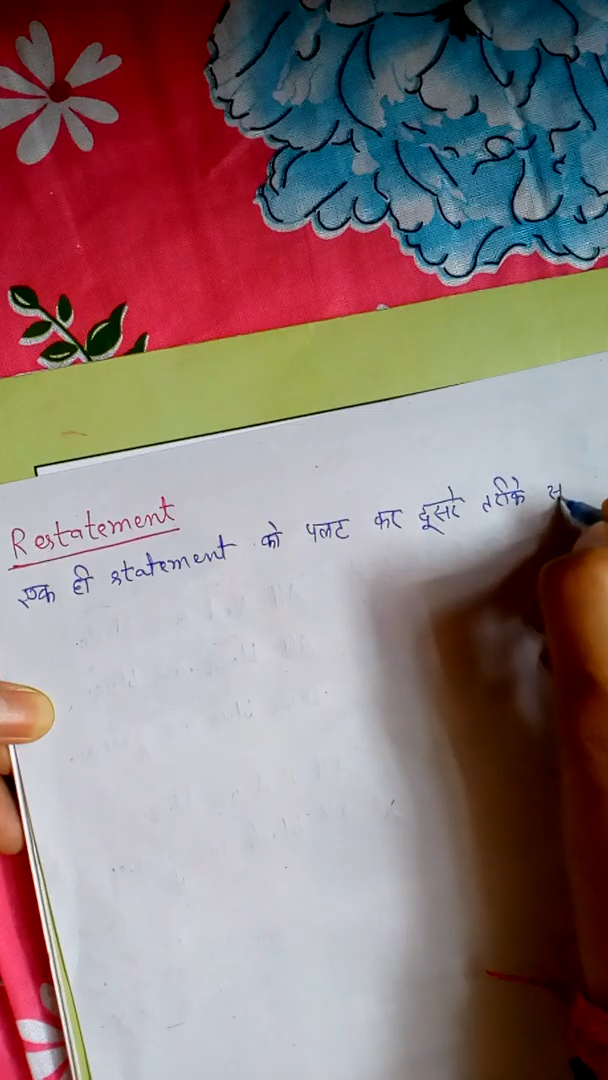 Restatement
एक ही statement को पलट कर दूसरे तरीके स